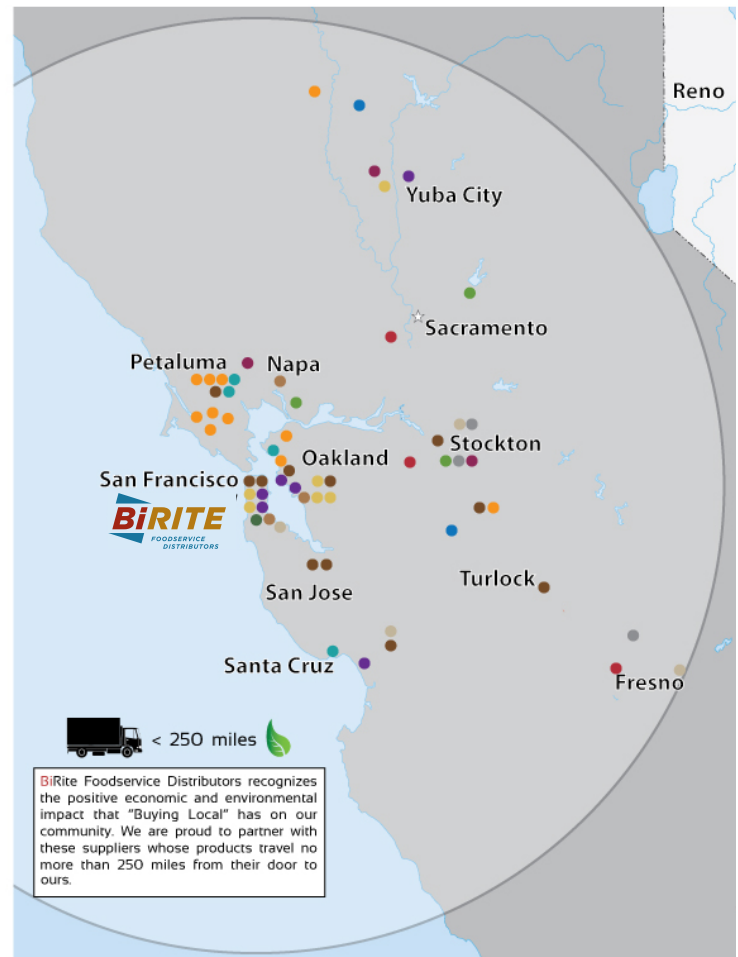 Reno
Yuba City
Sacramento
Petaluma
Napa
Stockton
Oakland
San Francisco
BiRITE
FOODSERVICE
DISTRIBUTORS
Turlock
San Jose
Santa Cruz
Fresno
< 250 miles
BiRite Foodservice Distributors recognizes
the positive economic and environmental
impact that “Buying Local” has on our
community. We are proud to partner with
these suppliers whose products travel no
more than 250 miles from their door to
ours.